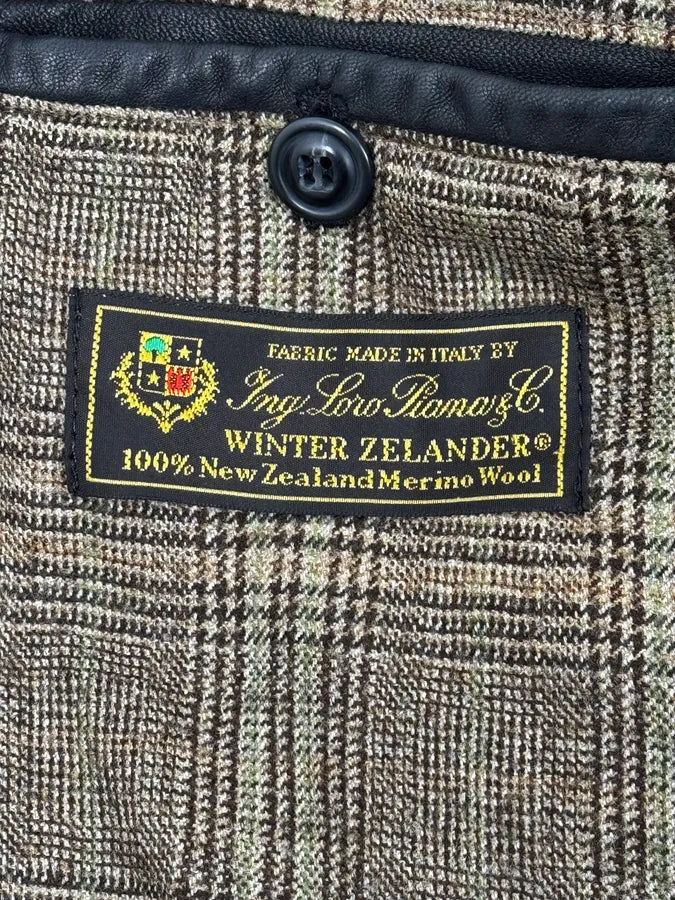 FABRIC MADE IN ITALY BY
Ing. Loro Piana & C.
WINTER ZELANDER®
100% New Zealand Merino Wool